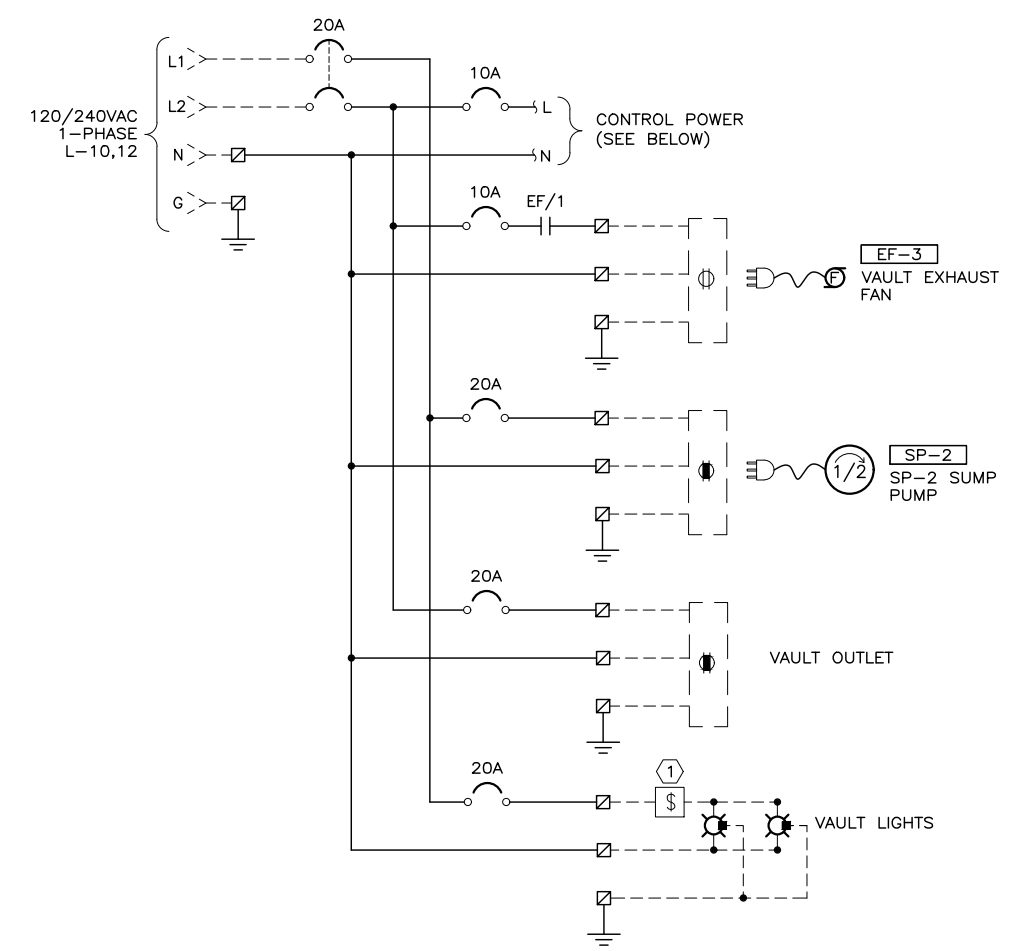 20A
L1
L2
120/240VAC
1-PHASE
L-10,12
N
G
10A
L
N
CONTROL POWER
(SEE BELOW)
10A
EF/1
EF-3
F
VAULT EXHAUST
FAN
20A
1/2
SP-2
SP-2 SUMP
PUMP
20A
VAULT OUTLET
20A
1
$
VAULT LIGHTS